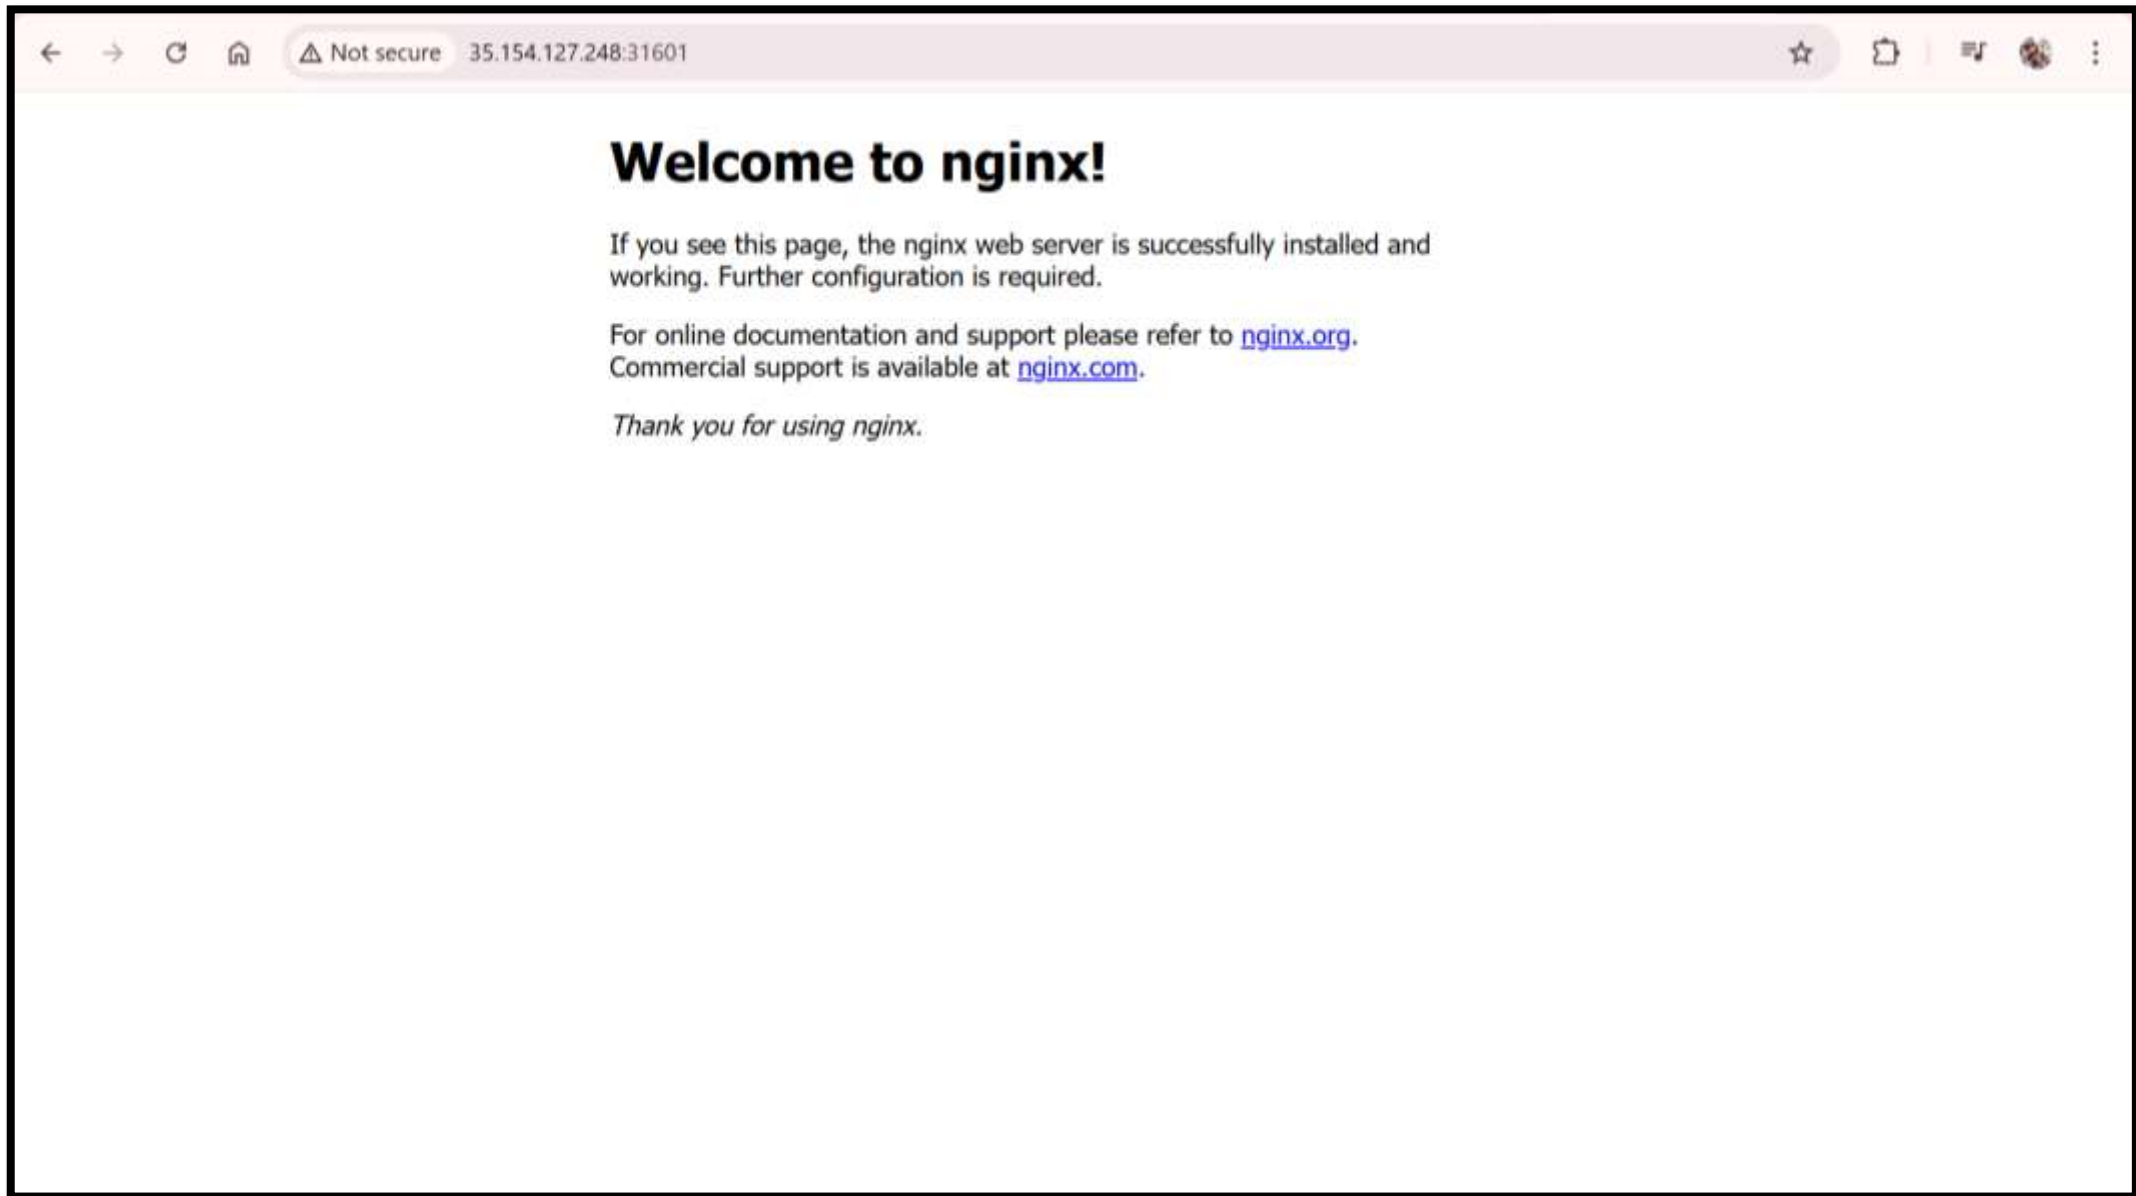 Not secure 35.154.127.248:31601
Welcome to nginx!
If you see this page, the nginx web server is successfully installed and
working. Further configuration is required.
For online documentation and support please refer to nginx.org.
Commercial support is available at nginx.com.
Thank you for using nginx.